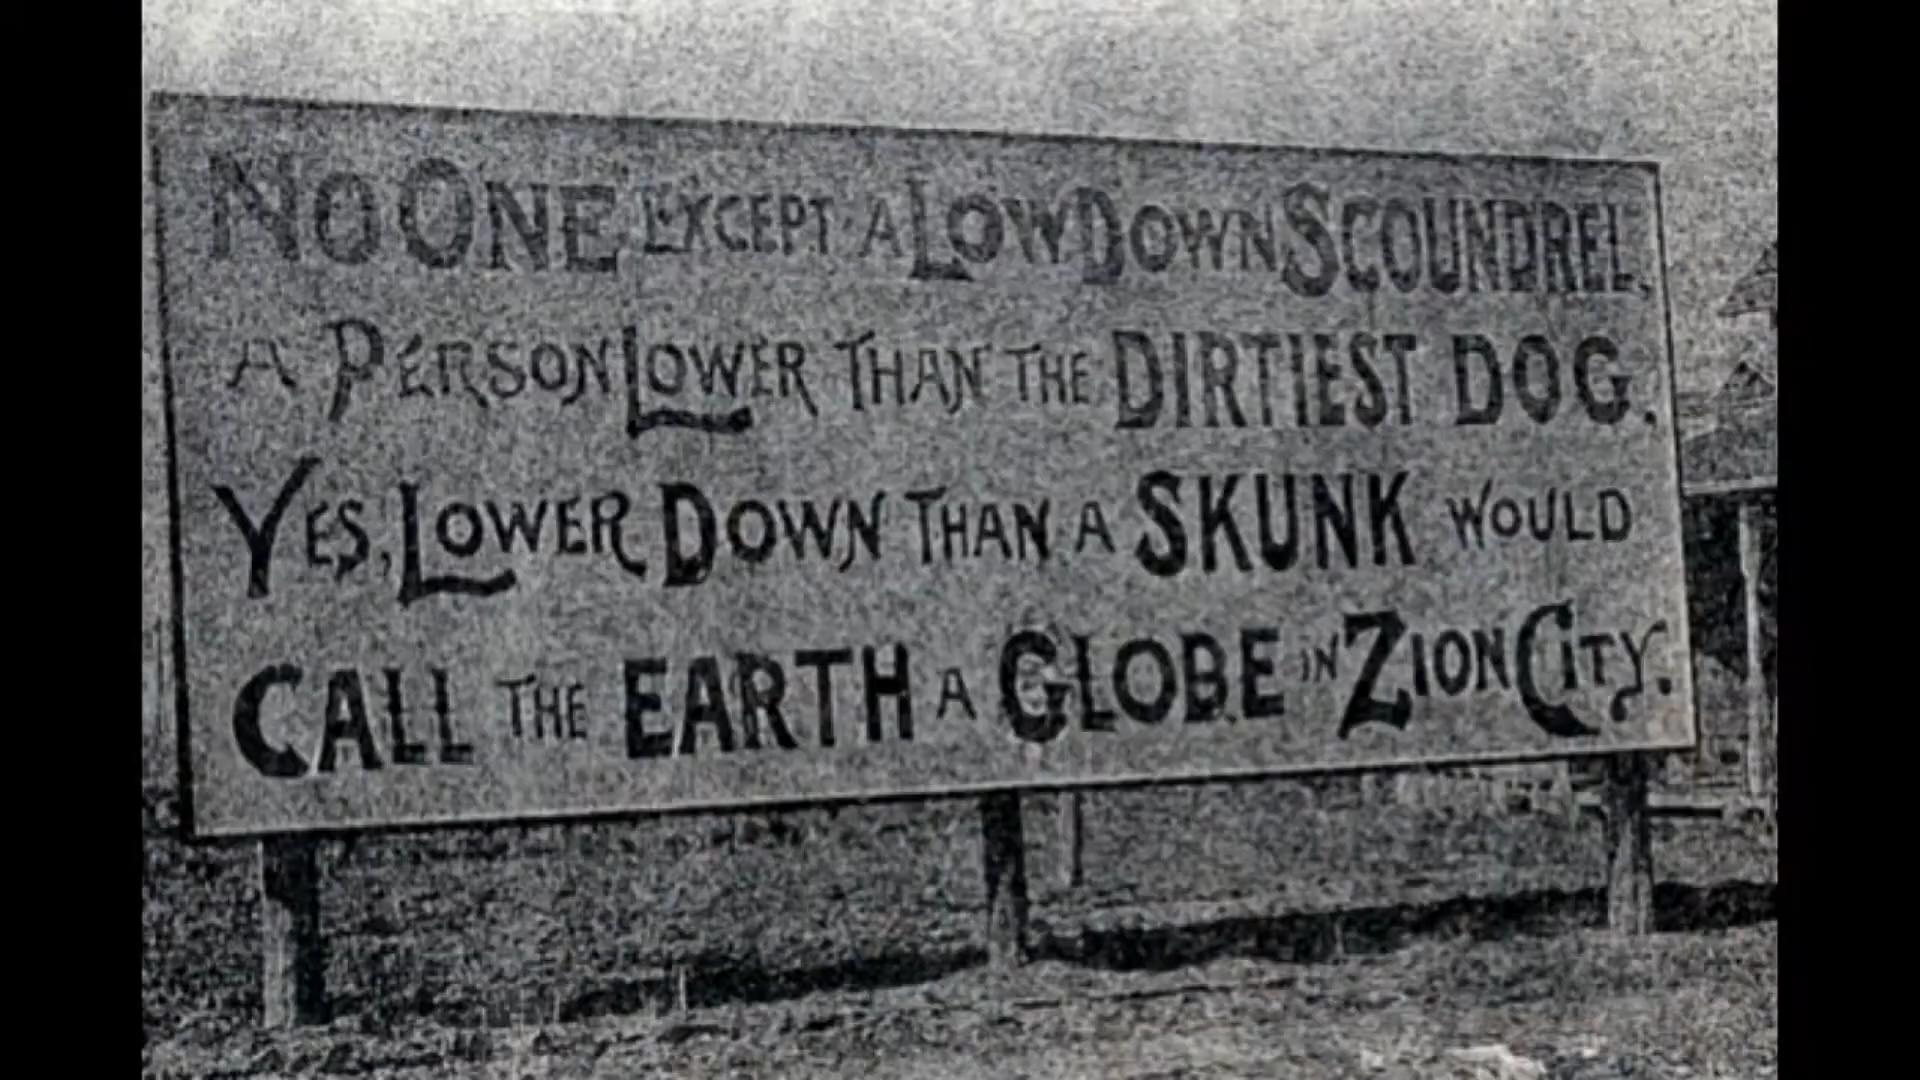 NO ONE EXCEPT A LOW DOWN SCOUNDREL,
A PERSON LOWER THAN THE DIRTIEST DOG.
YES, LOWER DOWN THAN A SKUNK WOULD
CALL THE EARTH A GLOBE IN ZION CITY.